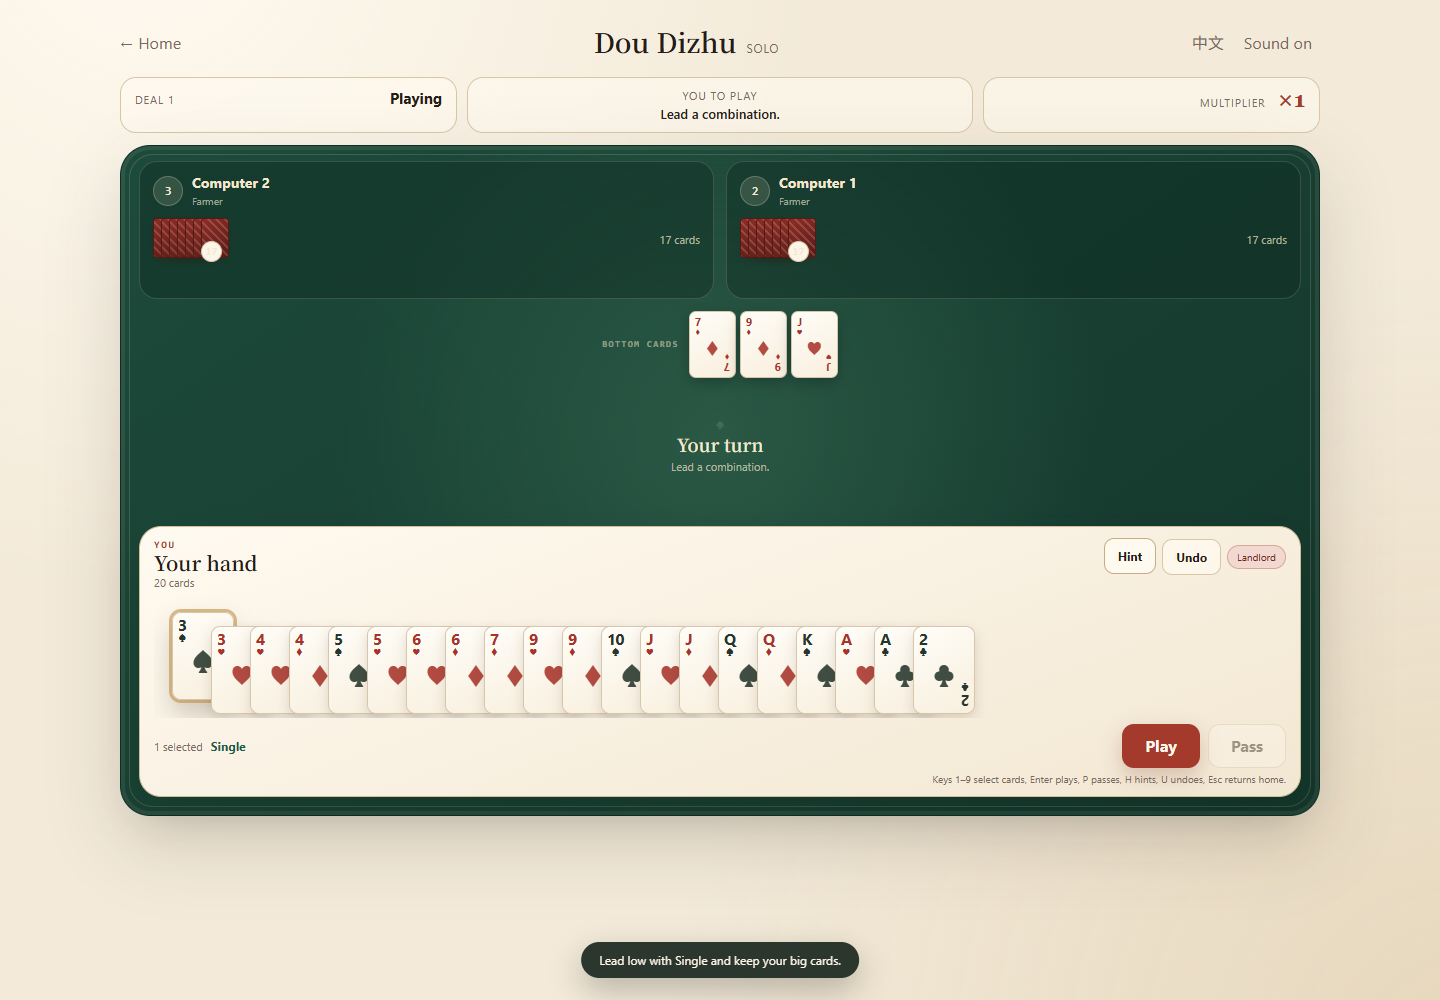 ← Home
Dou Dizhu SOLO
中文 Sound on
DEAL 1 Playing
YOU TO PLAY
Lead a combination.
MULTIPLIER ×1
3 Computer 2
Farmer
17 cards
2 Computer 1
Farmer
17 cards
BOTTOM CARDS
7 9 J
7 9 J
Your turn
Lead a combination.
YOU
Your hand
20 cards
Hint Undo Landlord
3 3 4 4 5 5 6 6 7 9 9 10 J J Q Q K A A 2
2
1 selected Single
Play Pass
Keys 1–9 select cards, Enter plays, P passes, H hints, U undoes, Esc returns home.
Lead low with Single and keep your big cards.